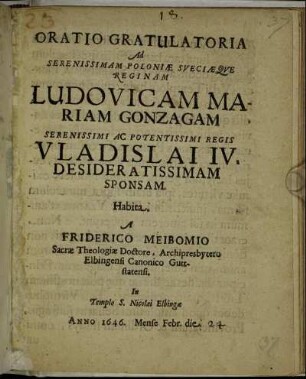 18.
ORATIO GRATULATORIA
Ad
SERENISSIMAM POLONIÆ SVECIÆQVE
REGINAM
LUDOVICAM MA-
RIAM GONZAGAM
SERENISSIMI AC POTENTISSIMI REGIS
VLADISLAI IV.
DESIDERATISSIMAM
SPONSAM.
Habita
A
FRIDERICO MEIBOMIO
Sacræ Theologiæ Doctore, Archipresbytero
Elbingensi Canonico Gutt-
statensi.
In
Templo S. Nicolai Elbingæ
ANNO 1646. Mense Febr. die 24